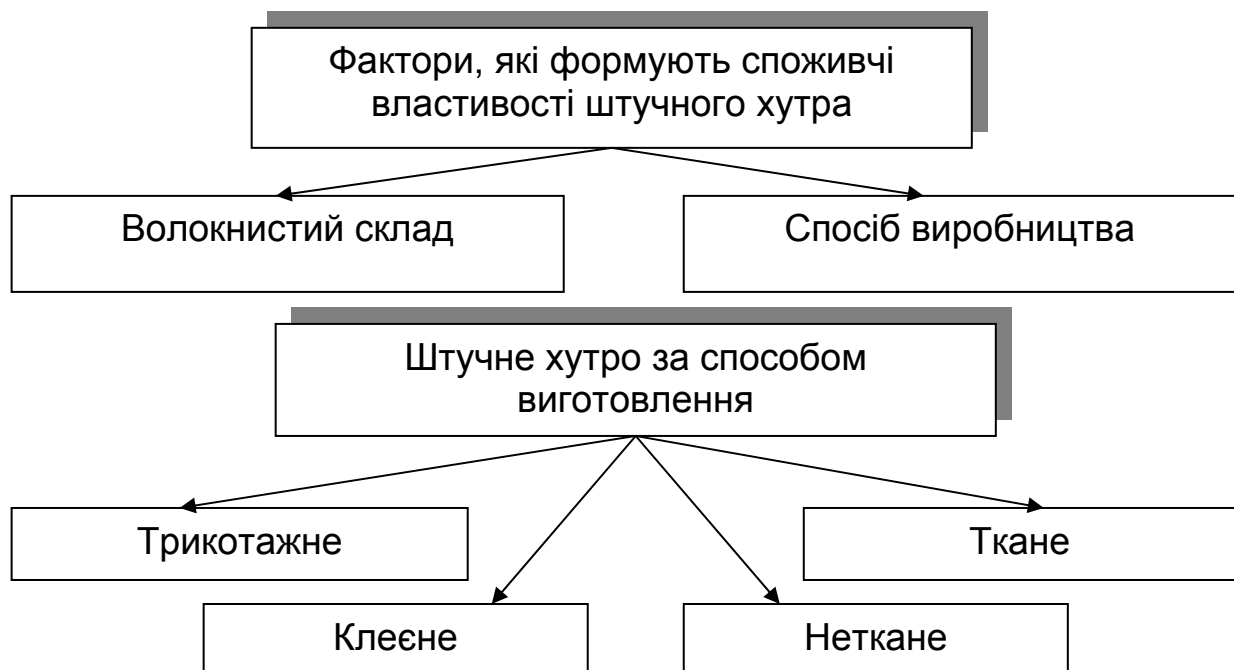 Фактори, які формують споживчі
властивості штучного хутра
Волокнистий склад
Спосіб виробництва
Штучне хутро за способом
виготовлення
Трикотажне
Ткане
Клеєне
Неткане